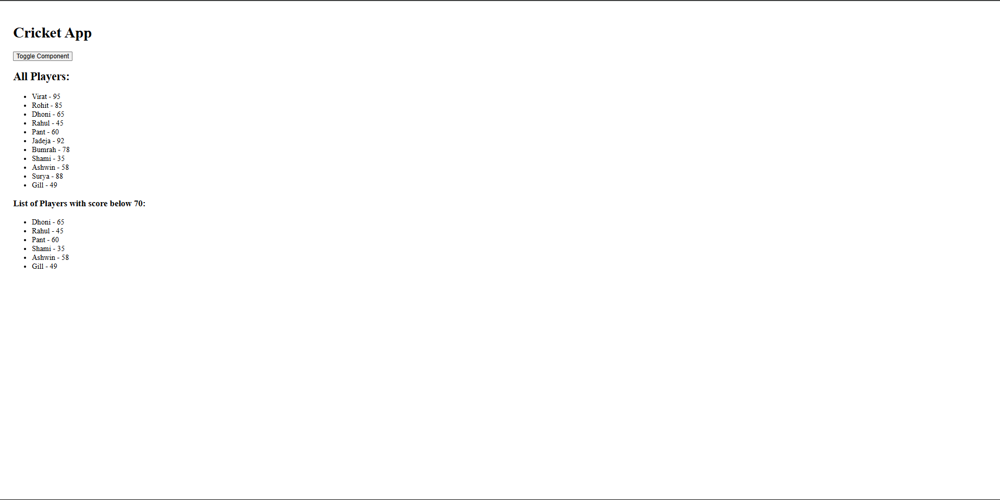 Cricket App
Toggle Component
All Players:
Virat - 95
Rohit - 85
Dhoni - 65
Rahul - 45
Pant - 60
Jadeja - 92
Bumrah - 78
Shami - 35
Ashwin - 58
Surya - 88
Gill - 49
List of Players with score below 70:
Dhoni - 65
Rahul - 45
Pant - 60
Shami - 35
Ashwin - 58
Gill - 49